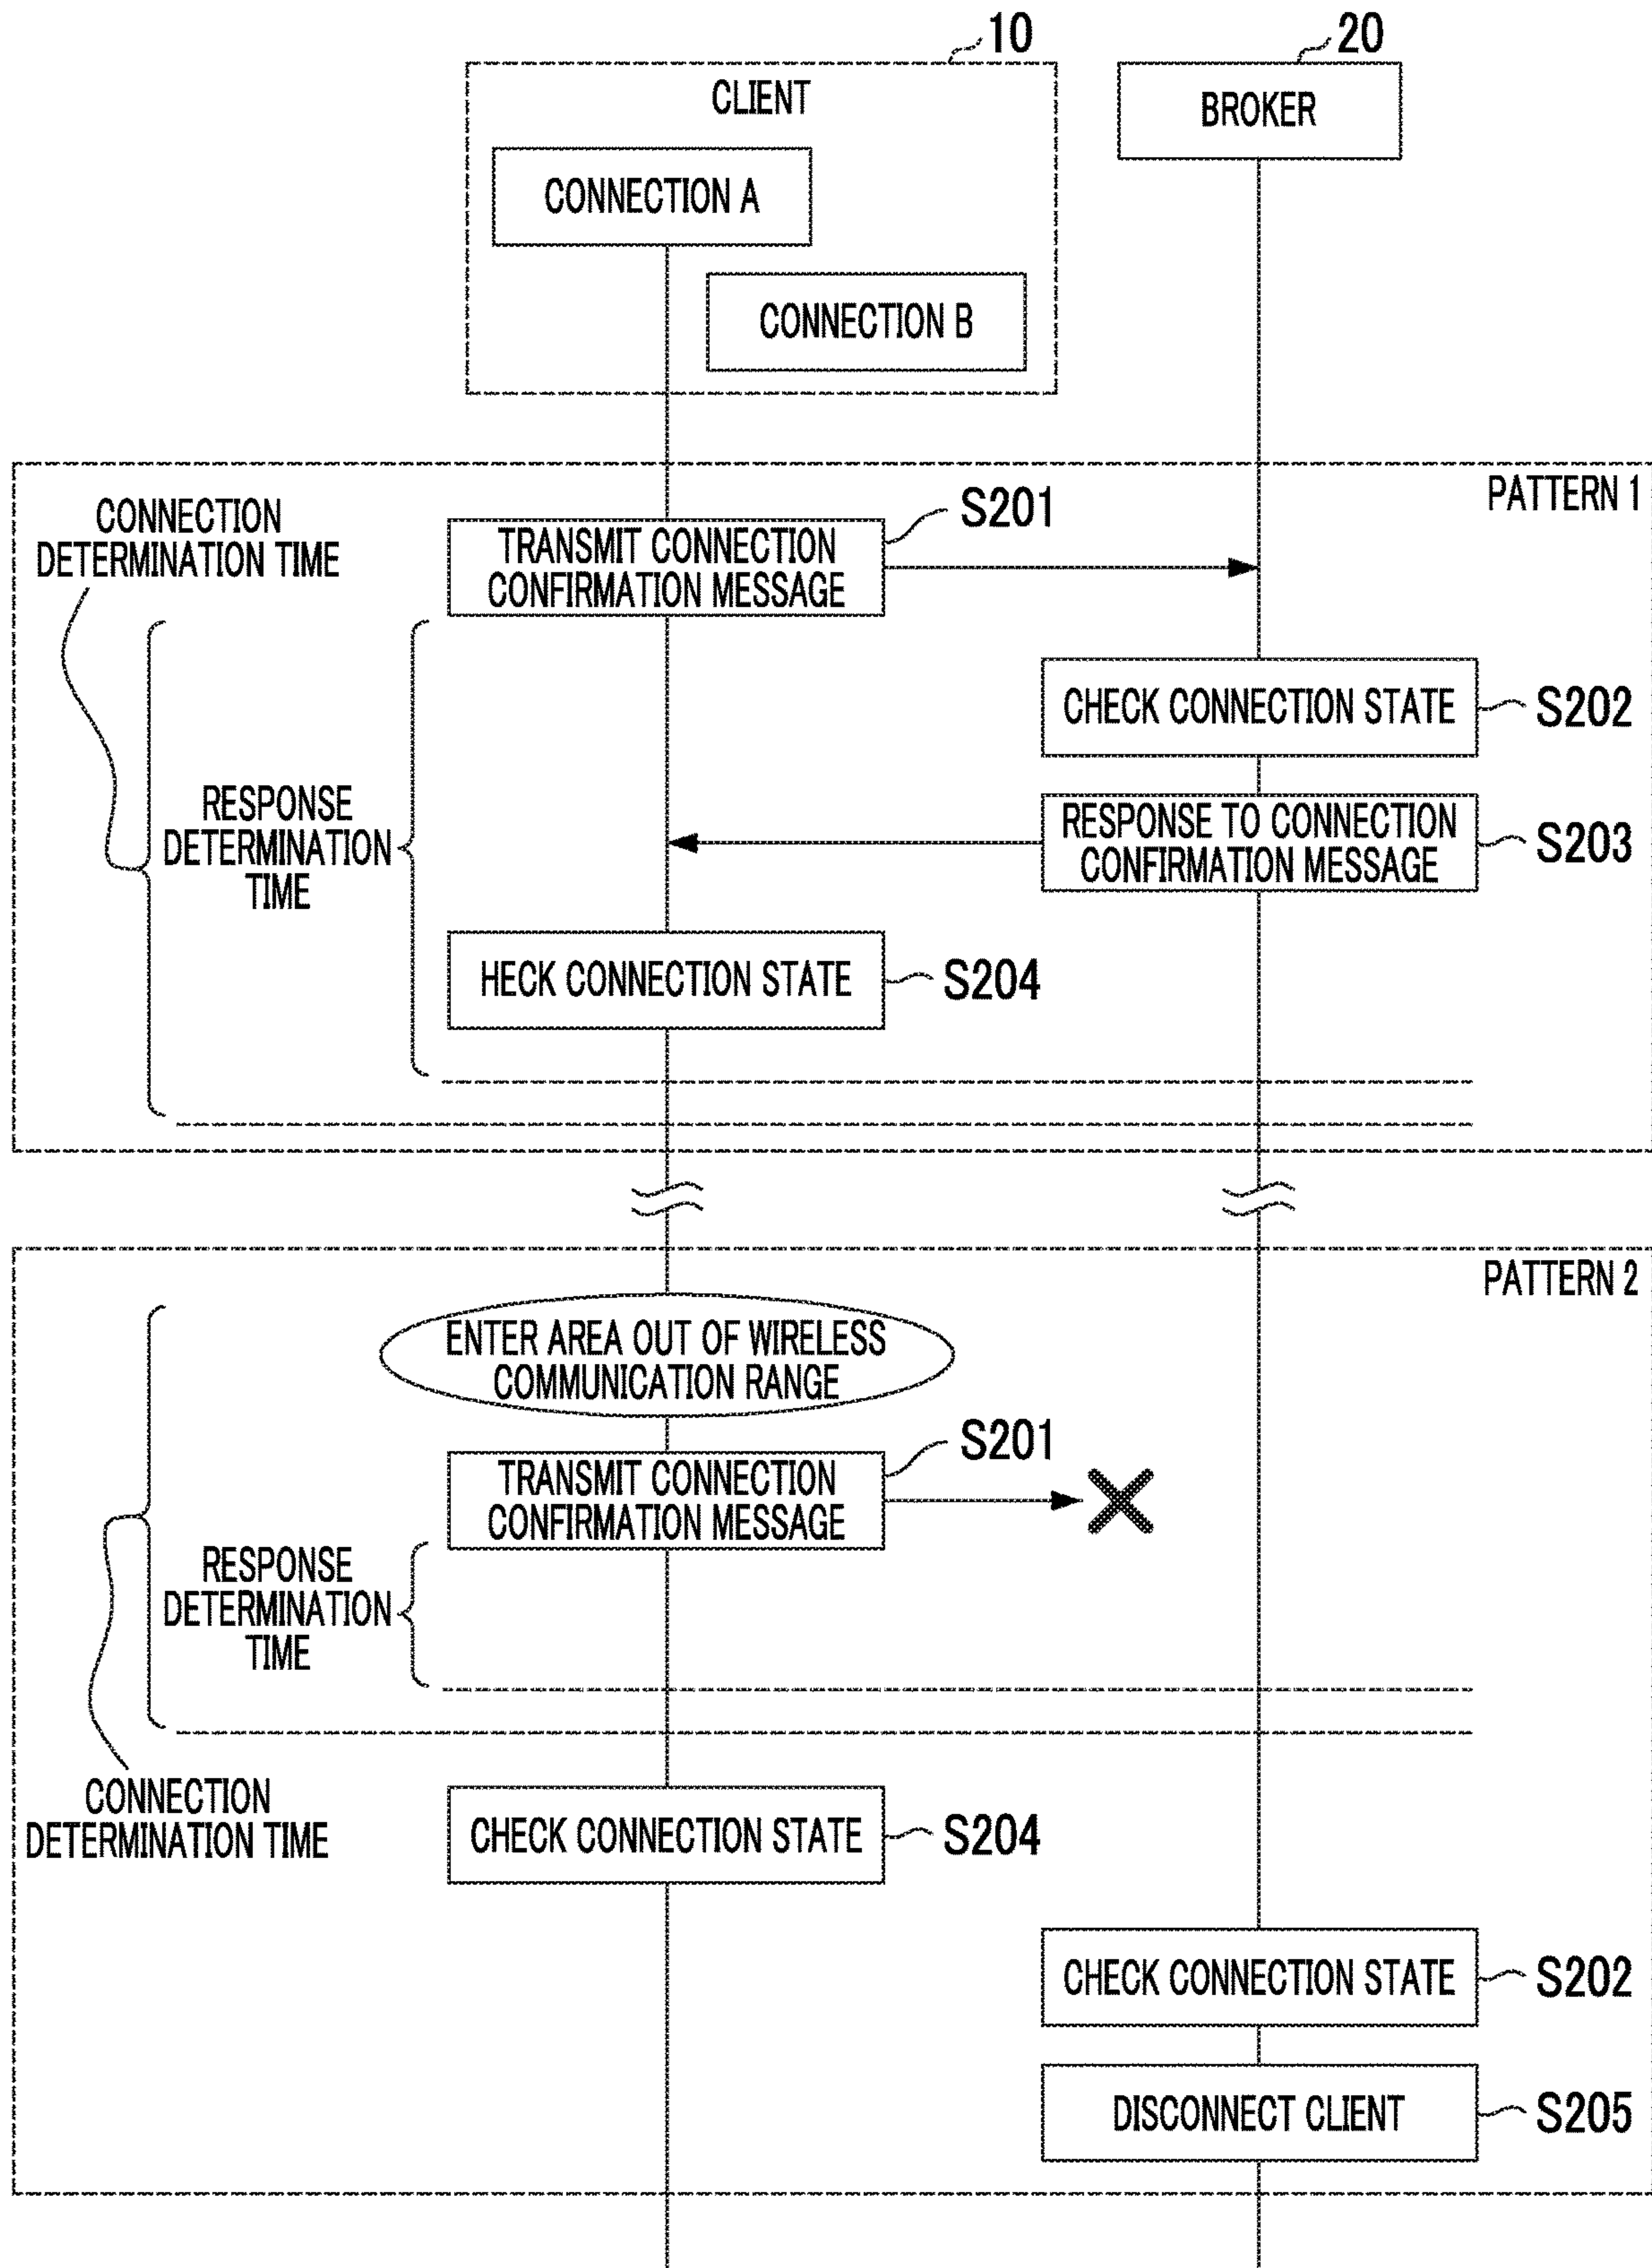 10
20
CLIENT
BROKER
CONNECTION A
CONNECTION B
PATTERN 1
CONNECTION
DETERMINATION TIME
S201
TRANSMIT CONNECTION
CONFIRMATION MESSAGE
CHECK CONNECTION STATE
S202
RESPONSE
DETERMINATION
TIME
RESPONSE TO CONNECTION
CONFIRMATION MESSAGE
S203
HECK CONNECTION STATE
S204
PATTERN 2
ENTER AREA OUT OF WIRELESS
COMMUNICATION RANGE
S201
TRANSMIT CONNECTION
CONFIRMATION MESSAGE
RESPONSE
DETERMINATION
TIME
CONNECTION
DETERMINATION TIME
CHECK CONNECTION STATE
S204
CHECK CONNECTION STATE
S202
DISCONNECT CLIENT
S205